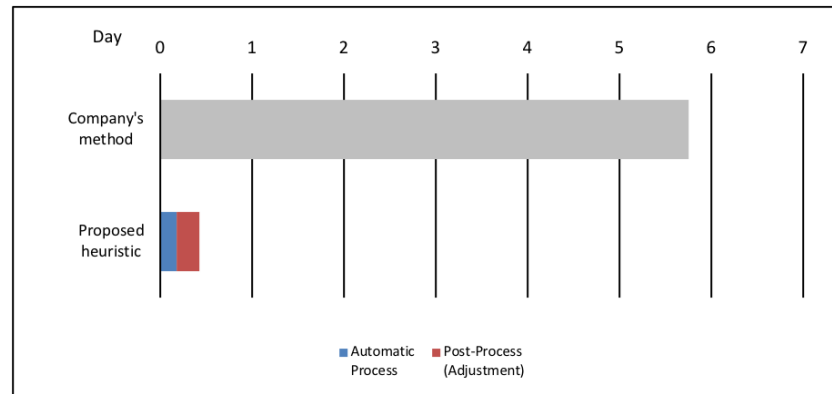 Day
0 1 2 3 4 5 6 7
Company's
method
Proposed
heuristic
Automatic
Process
Post-Process
(Adjustment)